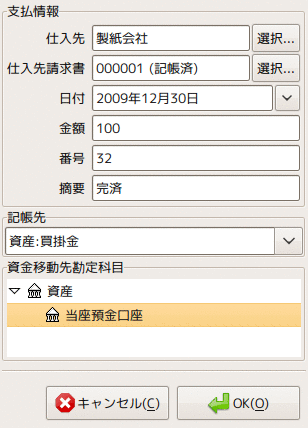 支払情報
仕入先 製紙会社 選択...
仕入先請求書 000001 (記帳済) 選択...
日付 2009年12月30日
金額 100
番号 32
摘要 完済
記帳先
資産:買掛金
資金移動先勘定科目
資産
当座預金口座
キャンセル(C) OK(O)